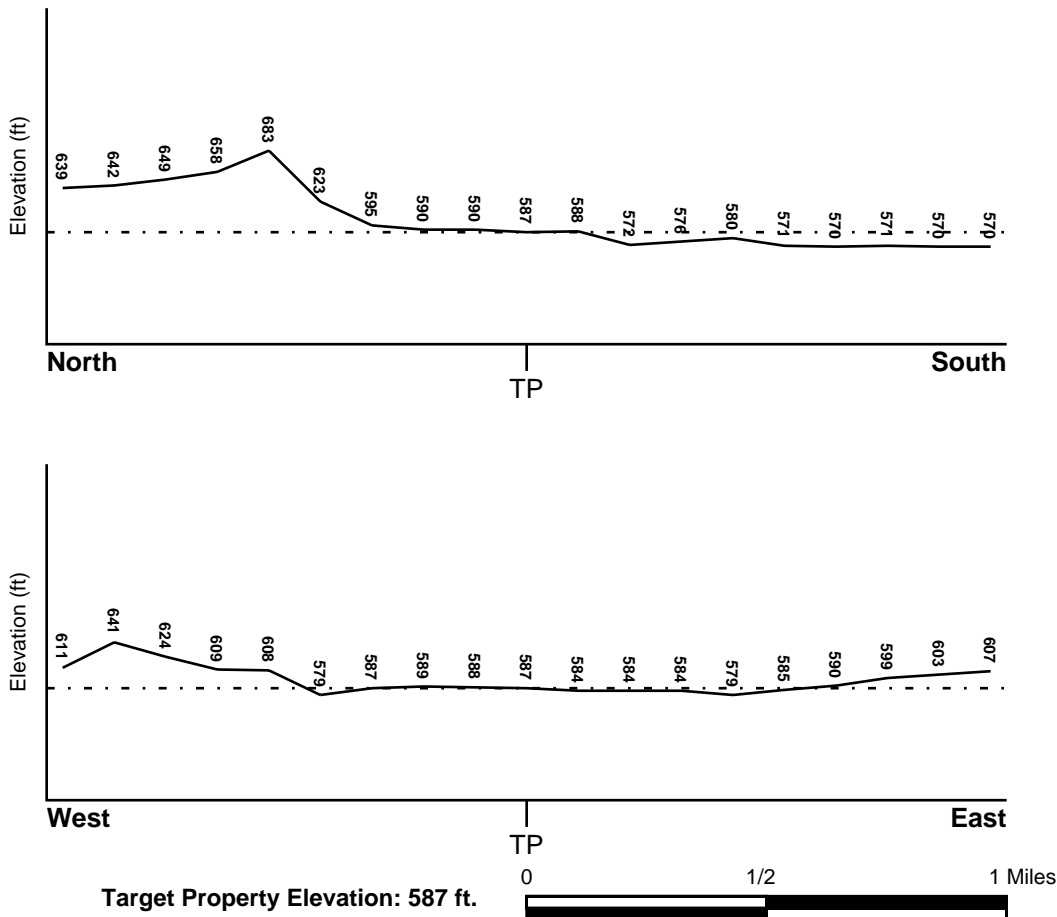 Elevation (ft)
639 642 649 658 683 623 595 590 590 587 588 572 576 580 571 570 571 570 570
North South
TP
Elevation (ft)
611 641 624 609 608 579 587 589 588 587 584 584 584 579 585 590 599 603 607
West East
TP
Target Property Elevation: 587 ft.
0 1/2 1 Miles